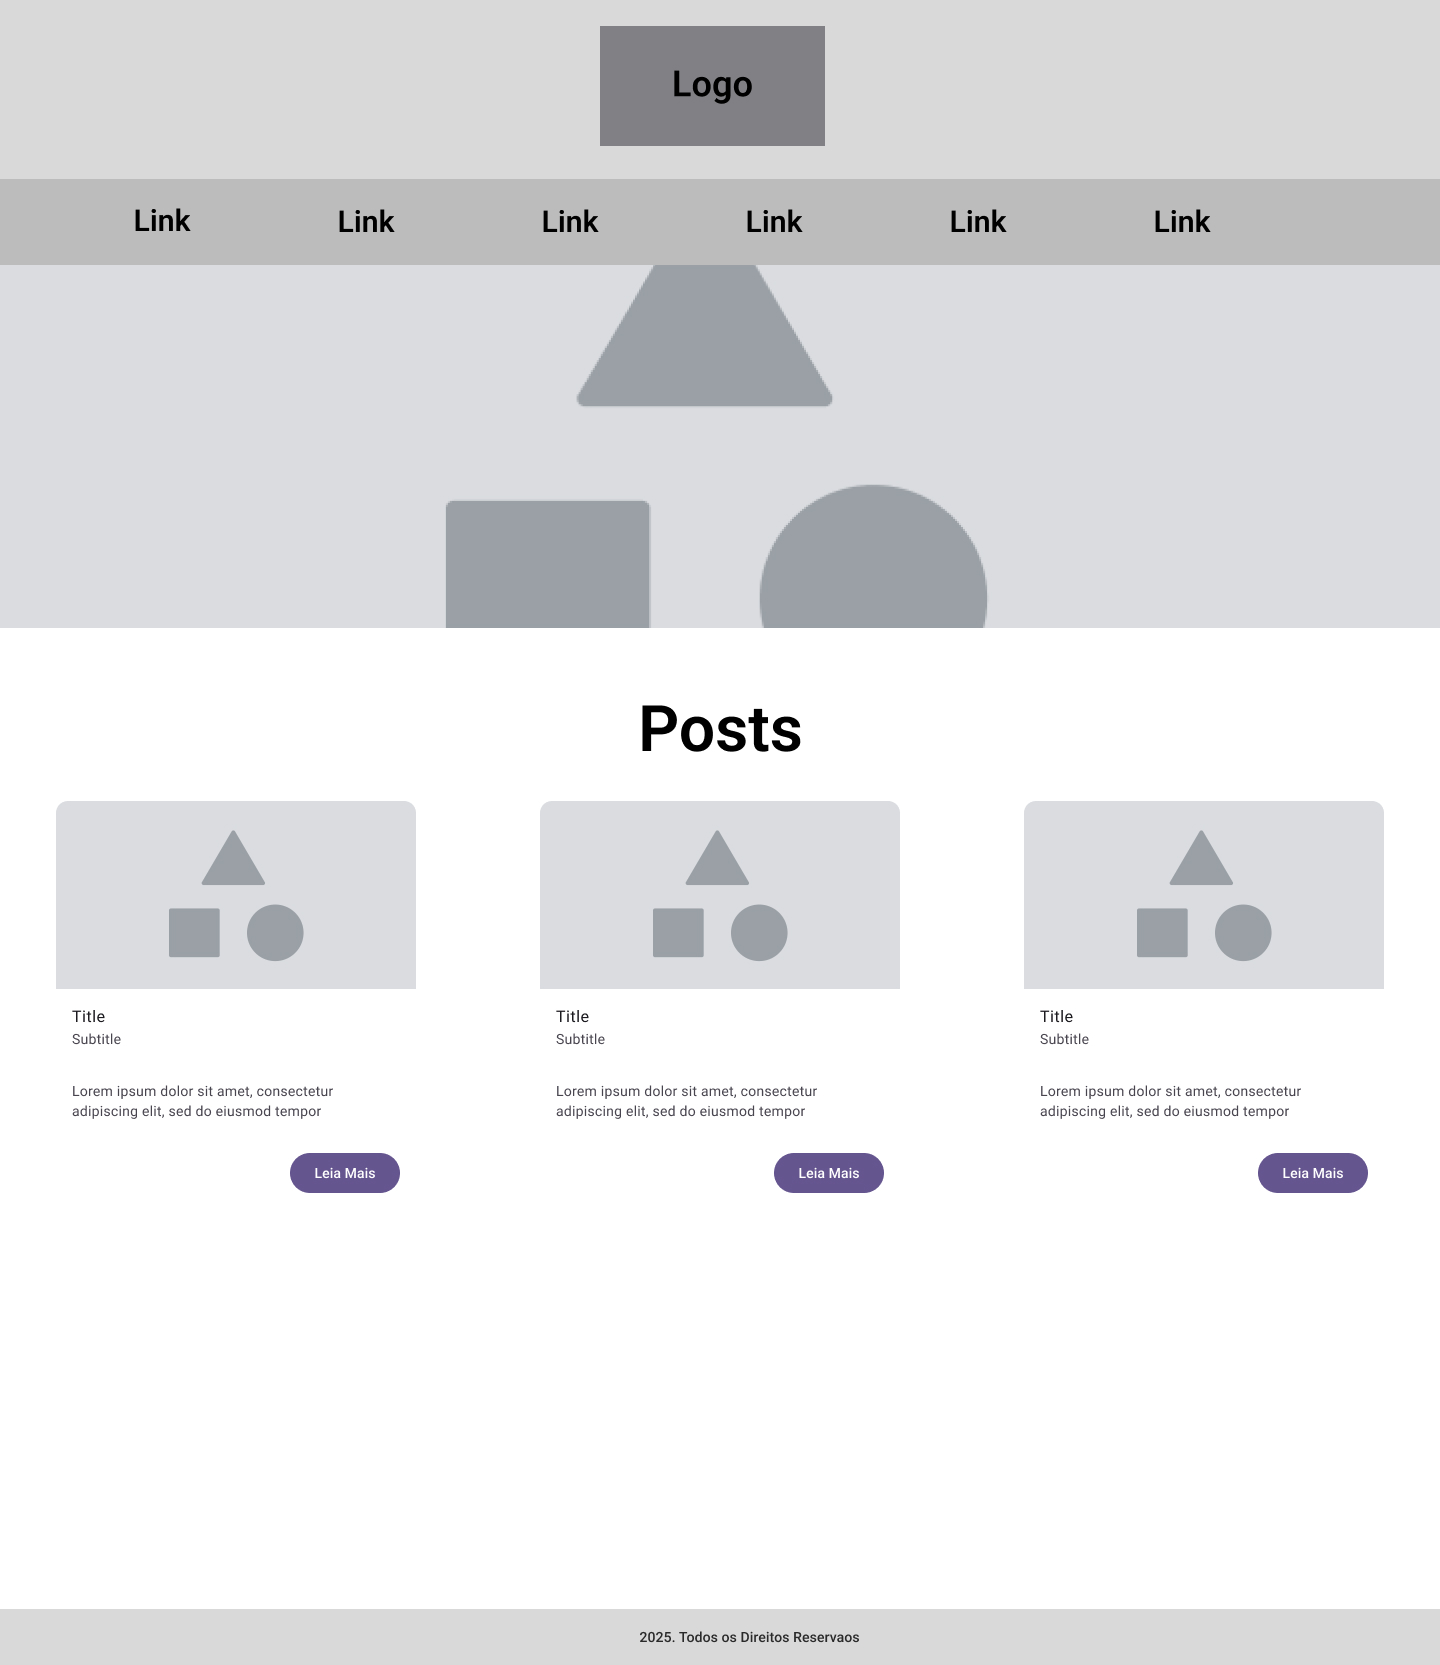 Logo
Link Link Link Link Link Link
Posts
Title
Subtitle
Lorem ipsum dolor sit amet, consectetur
adipiscing elit, sed do eiusmod tempor
Leia Mais
Title
Subtitle
Lorem ipsum dolor sit amet, consectetur
adipiscing elit, sed do eiusmod tempor
Leia Mais
Title
Subtitle
Lorem ipsum dolor sit amet, consectetur
adipiscing elit, sed do eiusmod tempor
Leia Mais
2025. Todos os Direitos Reservaos